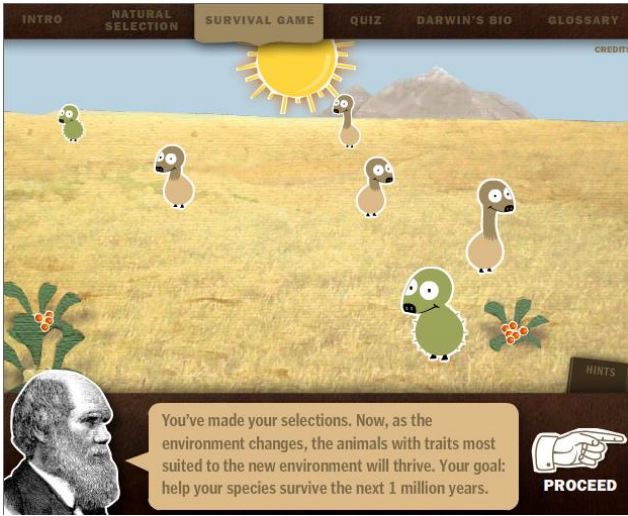 INTRO
NATURAL
SELECTION
SURVIVAL GAME
QUIZ
DARWIN'S BIO
GLOSSARY
CREDITS
HINTS
You've made your selections. Now, as the
environment changes, the animals with traits most
suited to the new environment will thrive. Your goal:
help your species survive the next 1 million years.
PROCEED